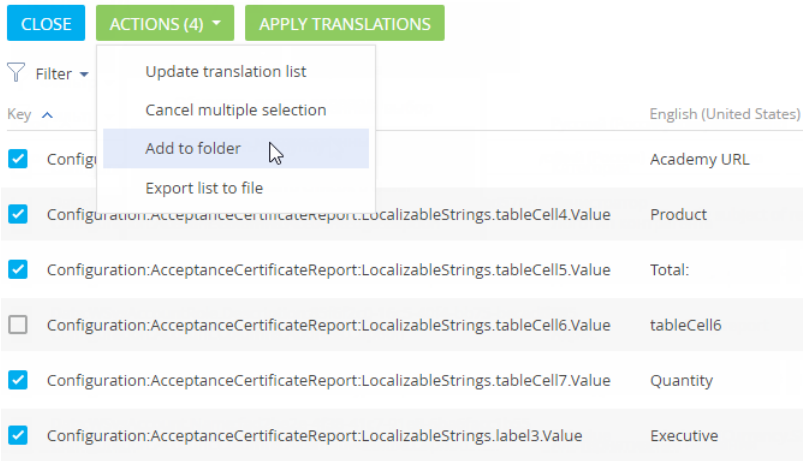 CLOSE ACTIONS (4) APPLY TRANSLATIONS
Filter
Update translation list
Cancel multiple selection
Add to folder
Export list to file
Key English (United States)
Academy URL
Configuration:AcceptanceCertificateReport:LocalizableStrings.tableCell4.Value Product
Configuration:AcceptanceCertificateReport:LocalizableStrings.tableCell5.Value Total:
Configuration:AcceptanceCertificateReport:LocalizableStrings.tableCell6.Value tableCell6
Configuration:AcceptanceCertificateReport:LocalizableStrings.tableCell7.Value Quantity
Configuration:AcceptanceCertificateReport:LocalizableStrings.label3.Value Executive